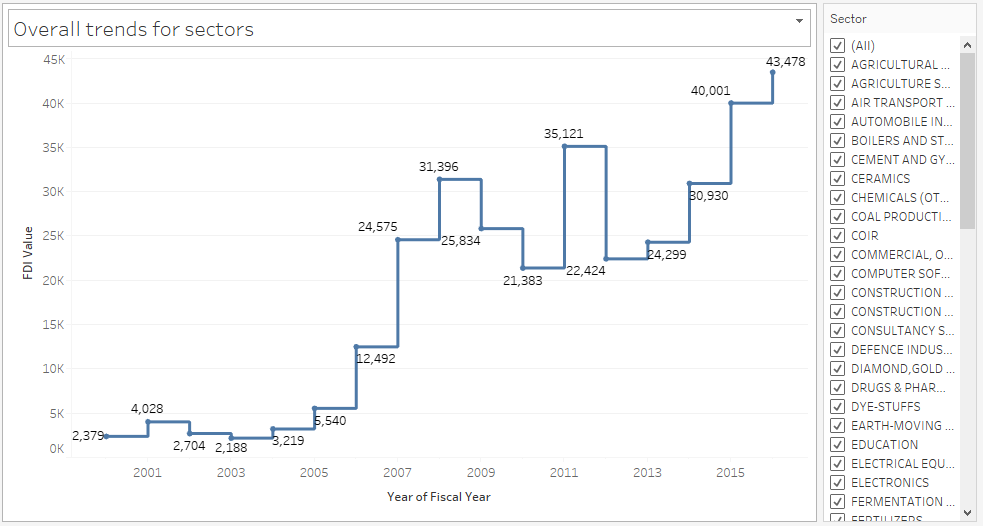 Overall trends for sectors
45K
40K
35K
30K
25K
20K
15K
10K
5K
0K
FDI Value
2,379
4,028
2,704
2,188
3,219
5,540
12,492
24,575
31,396
25,834
21,383
35,121
22,424
24,299
30,930
40,001
43,478
2001
2003
2005
2007
2009
2011
2013
2015
Year of Fiscal Year
Sector
(All)
AGRICULTURAL ...
AGRICULTURE S...
AIR TRANSPORT ...
AUTOMOBILE IN...
BOILERS AND ST...
CEMENT AND GY...
CERAMICS
CHEMICALS (OT...
COAL PRODUCTI...
COIR
COMMERCIAL, O...
COMPUTER SOF...
CONSTRUCTION ...
CONSTRUCTION ...
CONSULTANCY S...
DEFENCE INDUS...
DIAMOND,GOLD ...
DRUGS & PHAR...
DYE-STUFFS
EARTH-MOVING ...
EDUCATION
ELECTRICAL EQU...
ELECTRONICS
FERMENTATION ...
FERTILIZERS